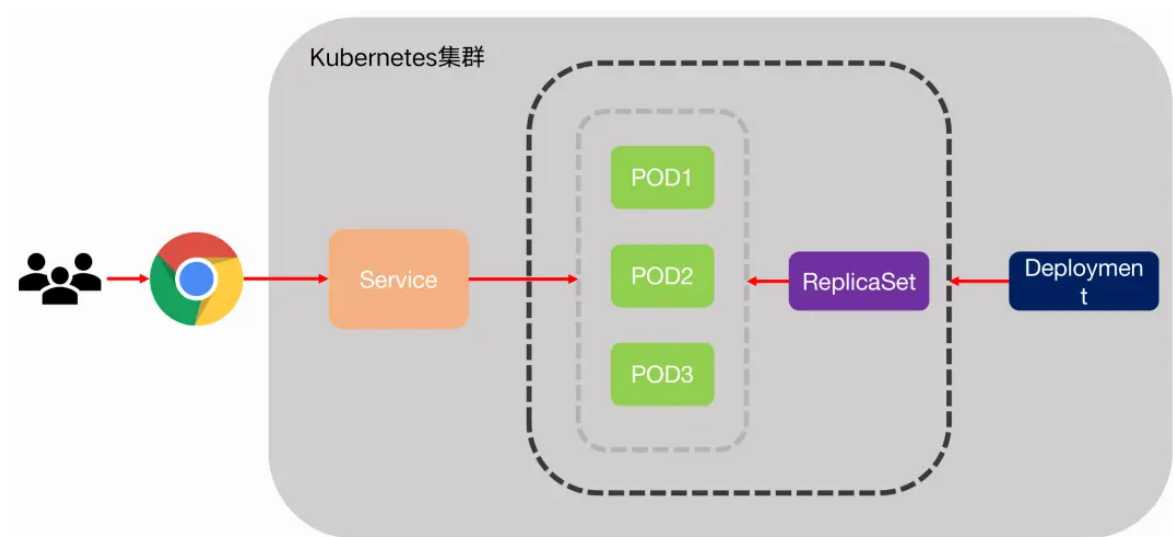 Kubernetes集群
POD1
Service
POD2
ReplicaSet
Deploymen
t
POD3